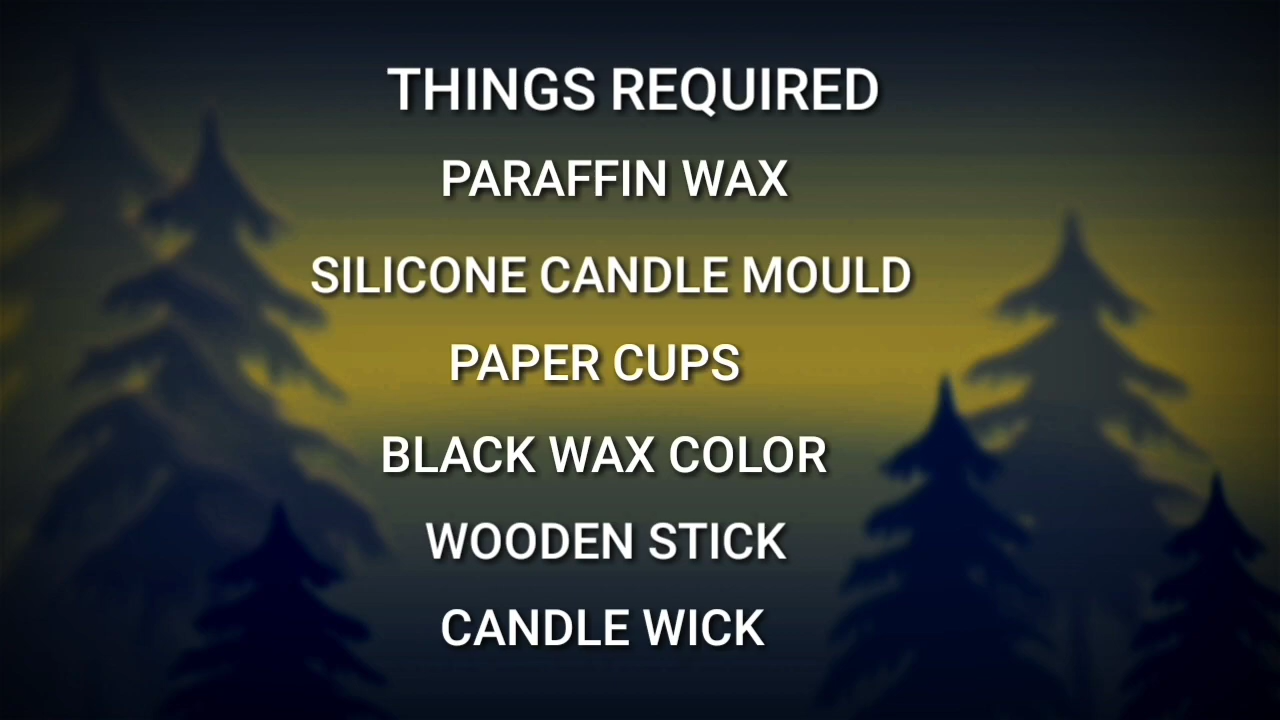 THINGS REQUIRED
PARAFFIN WAX
SILICONE CANDLE MOULD
PAPER CUPS
BLACK WAX COLOR
WOODEN STICK
CANDLE WICK